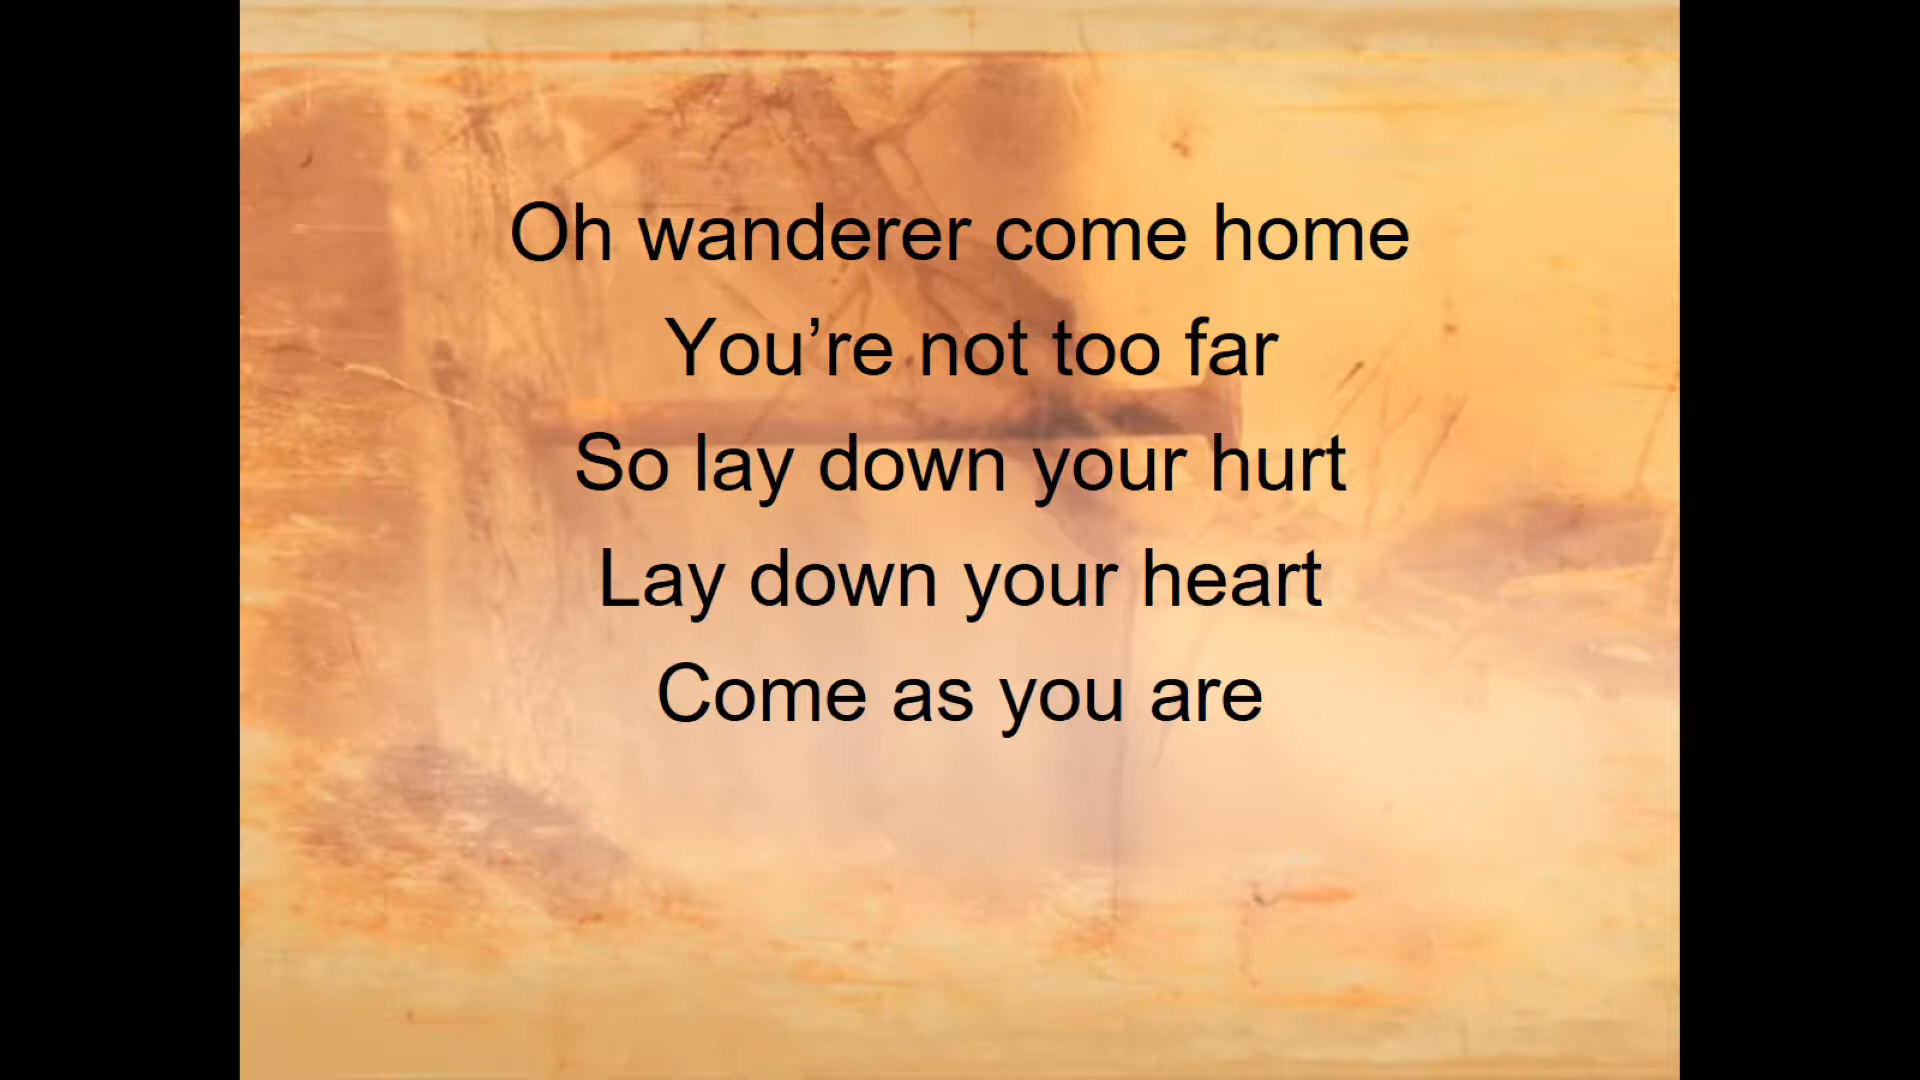 Oh wanderer come home
You’re not too far
So lay down your hurt
Lay down your heart
Come as you are